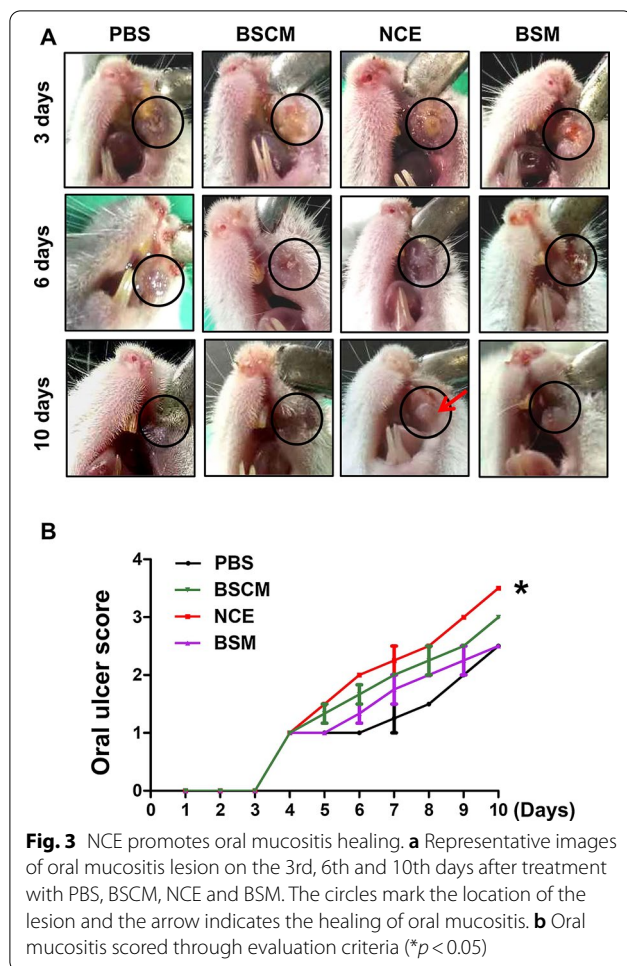 A
PBS BSCM NCE BSM
3 days
6 days
10 days
B
PBS
BSCM
NCE
BSM
*
Oral ulcer score
4
3
2
1
0
0 1 2 3 4 5 6 7 8 9 10 (Days)
Fig. 3 NCE promotes oral mucositis healing. a Representative images
of oral mucositis lesion on the 3rd, 6th and 10th days after treatment
with PBS, BSCM, NCE and BSM. The circles mark the location of the
lesion and the arrow indicates the healing of oral mucositis. b Oral
mucositis scored through evaluation criteria (*p < 0.05)